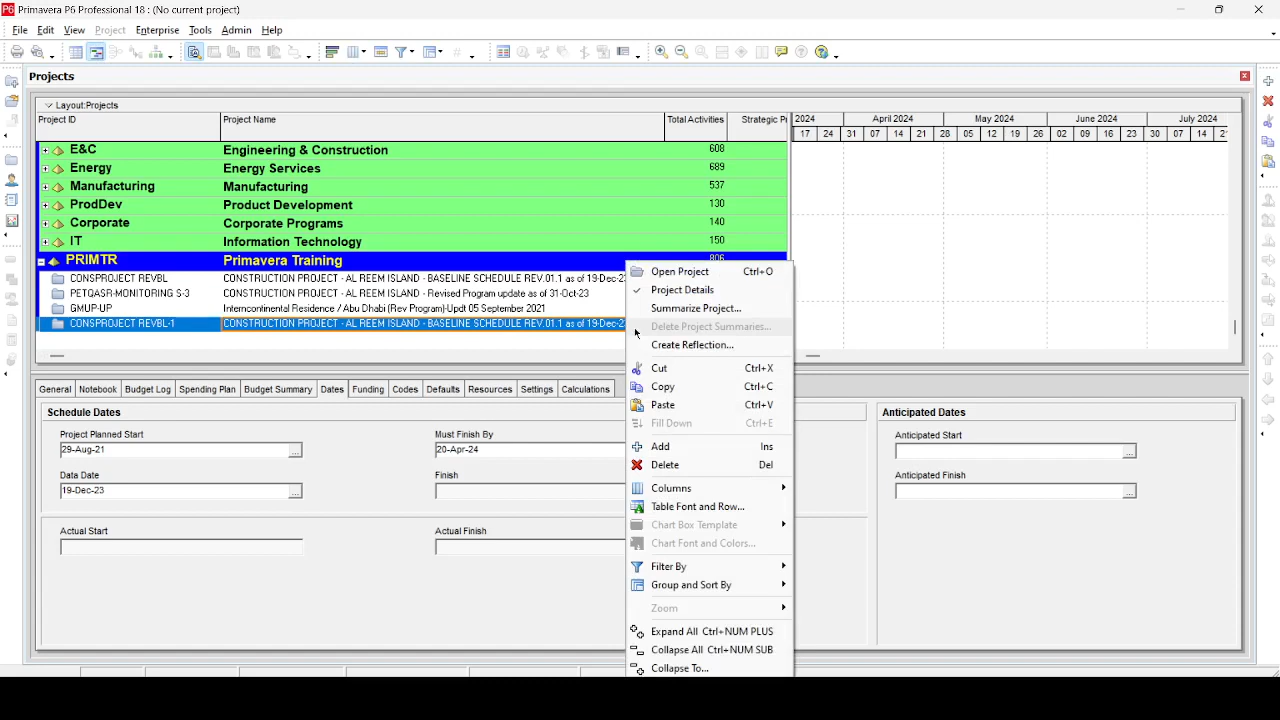 Primavera P6 Professional 18 : (No current project)
File Edit View Project Enterprise Tools Admin Help
Projects
Layout:Projects
Project ID Project Name Total Activities Strategic Pr
2024 April 2024 May 2024 June 2024 July 2024
17 24 31 07 14 21 28 05 12 19 26 02 09 16 23 30 07 14 21
E&C Engineering & Construction 608
Energy Energy Services 689
Manufacturing Manufacturing 537
ProdDev Product Development 130
Corporate Corporate Programs 140
IT Information Technology 150
PRIMTR Primavera Training 806
CONSPROJECT REVBL CONSTRUCTION PROJECT - AL REEM ISLAND - BASELINE SCHEDULE REV.01.1 as of 19-Dec-23
PETQASR-MONITORING S-3 CONSTRUCTION PROJECT - AL REEM ISLAND - Revised Program update as of 31-Oct-23
GMUP-UP Interncontinental Residence / Abu Dhabi (Rev Program)-Updt 05 September 2021
CONSPROJECT REVBL-1 CONSTRUCTION PROJECT - AL REEM ISLAND - BASELINE SCHEDULE REV.01.1 as of 19-Dec-2
Open Project Ctrl+O
Project Details
Summarize Project...
Delete Project Summaries...
Create Reflection...
Cut Ctrl+X
Copy Ctrl+C
Paste Ctrl+V
Fill Down Ctrl+E
Add Ins
Delete Del
Columns
Table Font and Row...
Chart Box Template
Chart Font and Colors...
Filter By
Group and Sort By
Zoom
Expand All Ctrl+NUM PLUS
Collapse All Ctrl+NUM SUB
Collapse To...
General Notebook Budget Log Spending Plan Budget Summary Dates Funding Codes Defaults Resources Settings Calculations
Schedule Dates
Project Planned Start
29-Aug-21
Must Finish By
20-Apr-24
Data Date
19-Dec-23
Finish
Actual Start
Actual Finish
Anticipated Dates
Anticipated Start
Anticipated Finish